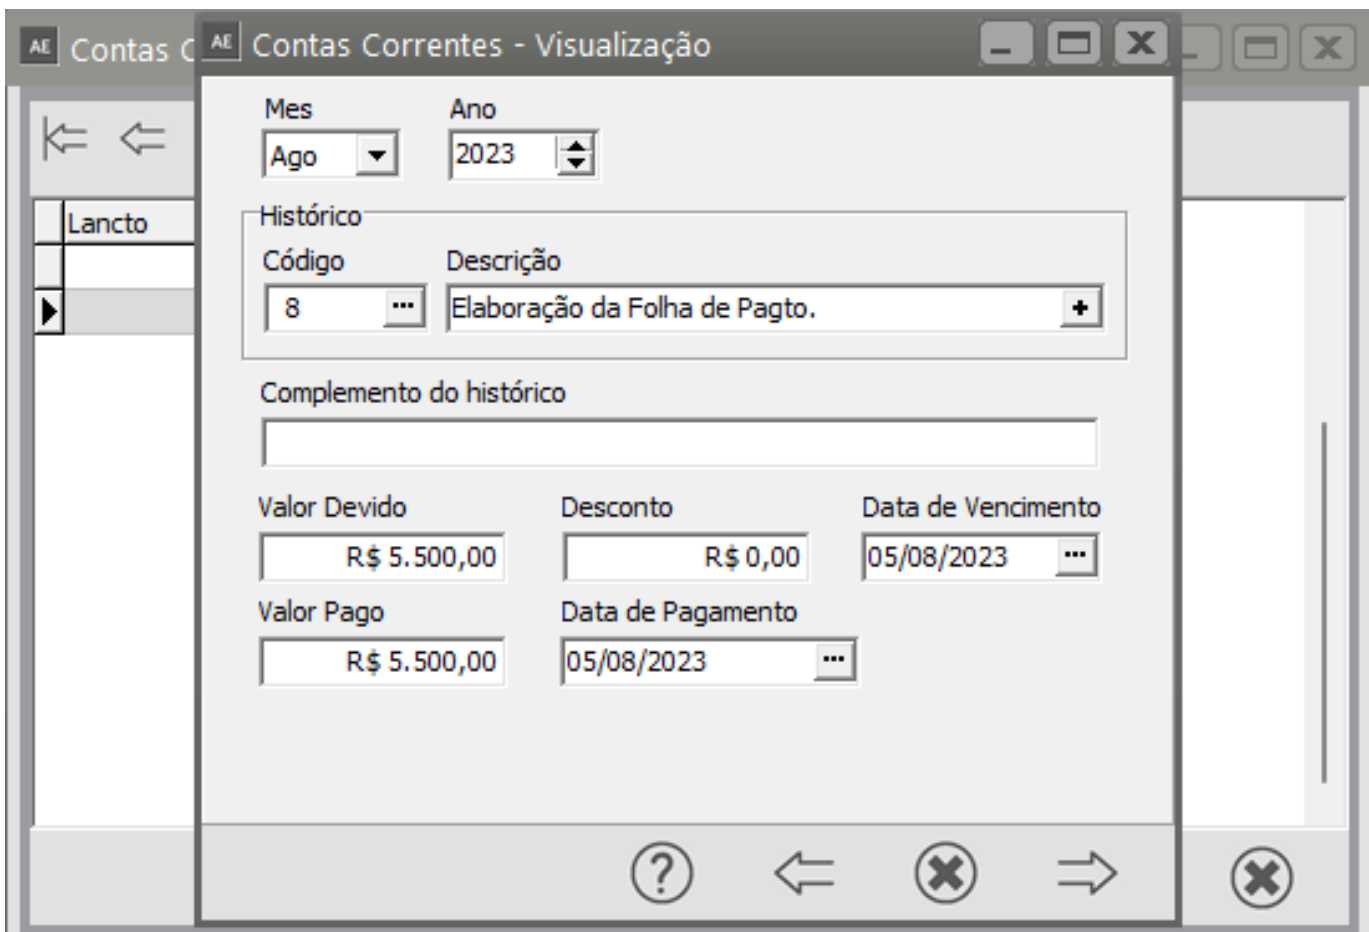 AE Contas C
AE Contas Correntes - Visualização
Mes Ano
Ago 2023
Lancto
Histórico
Código Descrição
8 ... Elaboração da Folha de Pagto. +
Complemento do histórico
Valor Devido Desconto Data de Vencimento
R$ 5.500,00 R$ 0,00 05/08/2023 ...
Valor Pago Data de Pagamento
R$ 5.500,00 05/08/2023 ...
?